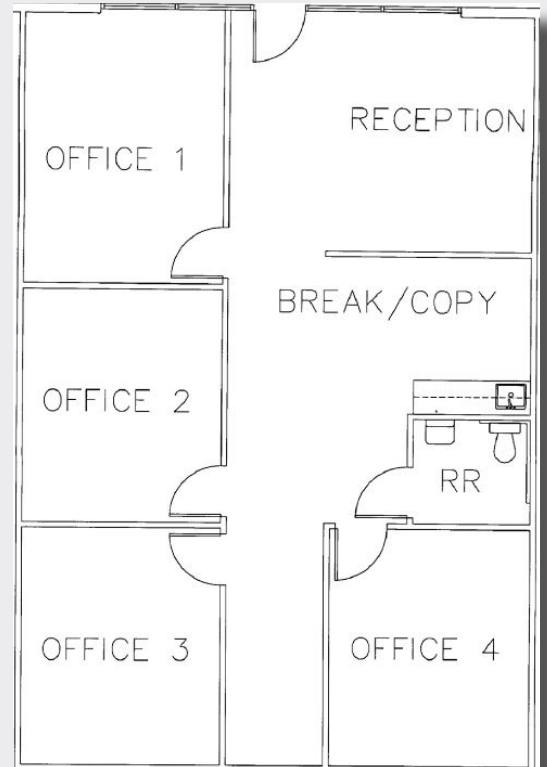 RECEPTION
OFFICE 1
BREAK/COPY
OFFICE 2
RR
OFFICE 3
OFFICE 4